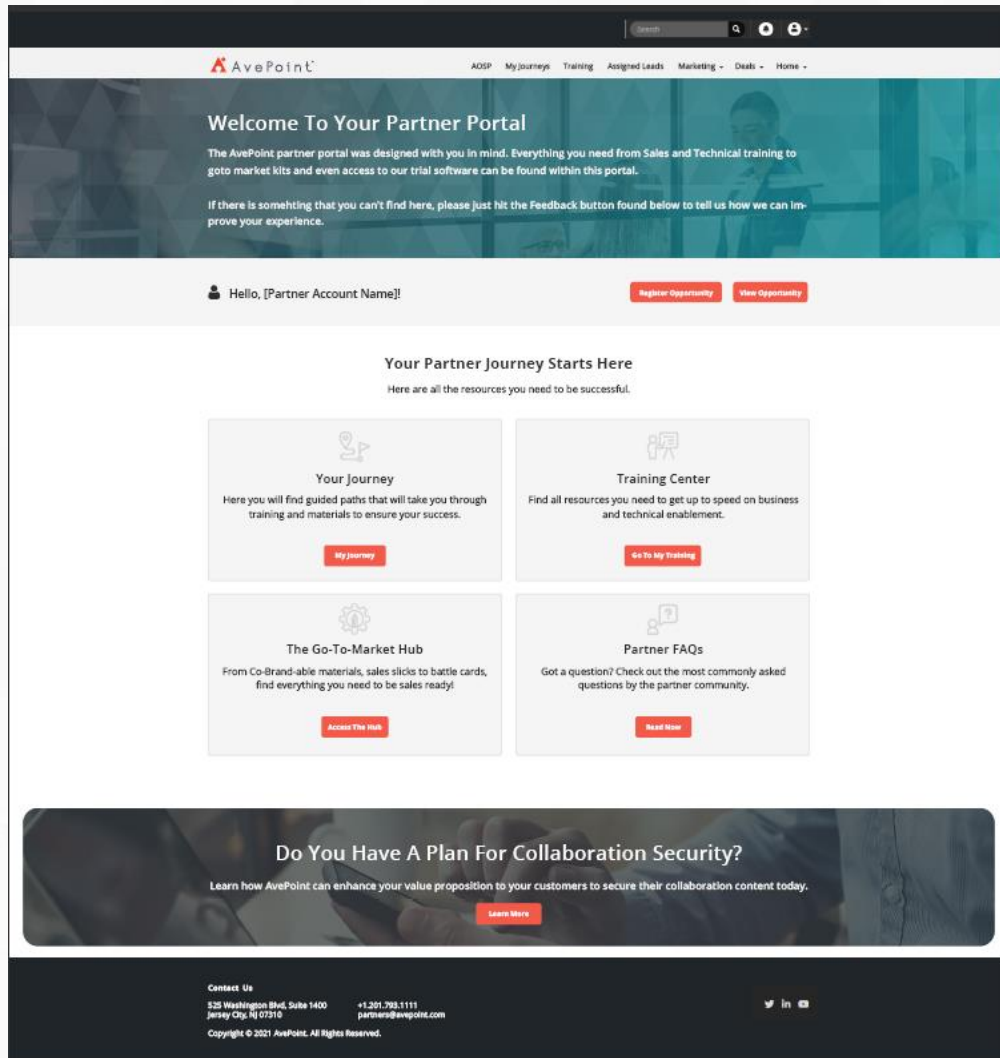 Search
AvePoint
AOSP My Journeys Training Assigned Leads Marketing Deals Home
Welcome To Your Partner Portal
The AvePoint partner portal was designed with you in mind. Everything you need from Sales and Technical training to
goto market kits and even access to our trial software can be found within this portal.
If there is somehting that you can't find here, please just hit the Feedback button found below to tell us how we can im-
prove your experience.
Hello, [Partner Account Name]!
Register Opportunity View Opportunity
Your Partner Journey Starts Here
Here are all the resources you need to be successful.
Your Journey
Here you will find guided paths that will take you through
training and materials to ensure your success.
My Journey
Training Center
Find all resources you need to get up to speed on business
and technical enablement.
Go To My Training
The Go-To-Market Hub
From Co-Brand-able materials, sales slicks to battle cards,
find everything you need to be sales ready!
Access The Hub
Partner FAQs
Got a question? Check out the most commonly asked
questions by the partner community.
Read Now
Do You Have A Plan For Collaboration Security?
Learn how AvePoint can enhance your value proposition to your customers to secure their collaboration content today.
Learn More
Contact Us
525 Washington Blvd, Suite 1400
Jersey City, NJ 07310
+1.201.793.1111
partners@avepoint.com
Copyright © 2021 AvePoint. All Rights Reserved.